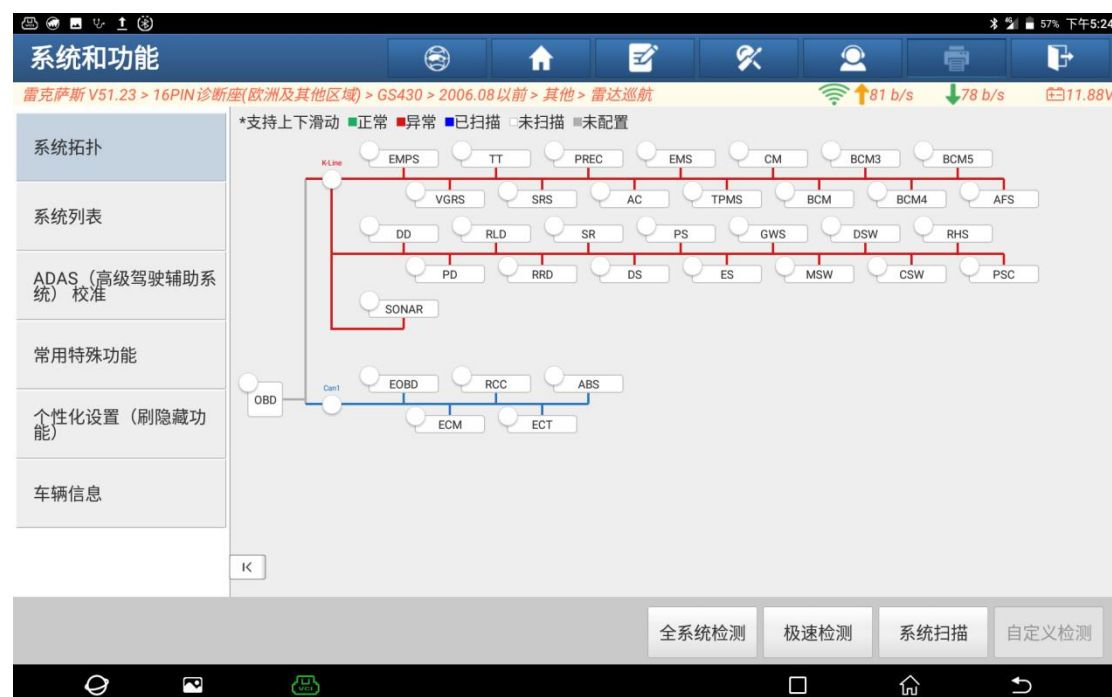 57% 下午5:24
系统和功能
雷克萨斯 V51.23 > 16PIN诊断座(欧洲及其他区域) > GS430 > 2006.08以前 > 其他 > 雷达巡航
81 b/s
78 b/s
11.88V
系统拓扑
系统列表
ADAS（高级驾驶辅助系
统） 校准
常用特殊功能
个性化设置（刷隐藏功
能）
车辆信息
*支持上下滑动 正常 异常 已扫描 未扫描 未配置
K-Line
EMPS TT PREC EMS CM BCM3 BCM5
VGRS SRS AC TPMS BCM BCM4 AFS
DD RLD SR PS GWS DSW RHS
PD RRD DS ES MSW CSW PSC
SONAR
OBD
Can1
EOBD RCC ABS
ECM ECT
全系统检测
极速检测
系统扫描
自定义检测
VCI